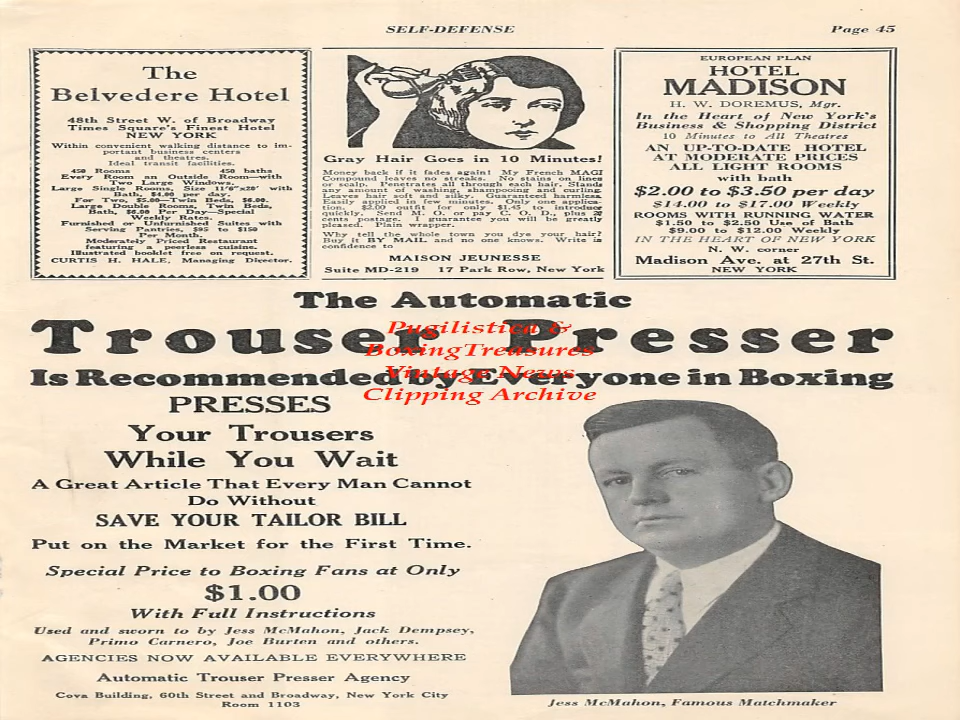 SELF-DEFENSE
Page 45
The
Belvedere Hotel
48th Street W. of Broadway
Times Square's Finest Hotel
NEW YORK
Within convenient walking distance to im-
portant business centers
and theatres.
Ideal transit facilities.
450 Rooms 450 baths
Every Room an Outside Room—with
Two Large Windows.
Large Single Rooms, Size 11'6"x20' with
Bath, $4.00 per day.
For Two, $5.00—Twin Beds, $6.00.
Large Double Rooms, Twin Beds,
Bath, $6.00 Per Day—Special
Weekly Rates.
Furnished or Unfurnished Suites with
Serving Pantries, $95 to $150
Per Month.
Moderately Priced Restaurant
featuring a peerless cuisine.
Illustrated booklet free on request.
CURTIS H. HALE, Managing Director.
Gray Hair Goes in 10 Minutes!
Money back if it fades again! My French MAGI
Compound leaves no streaks. No stains on linen
or scalp. Penetrates all through each hair. Stands
any amount of washing, shampooing and curling.
Leaves hair soft and silky. Guaranteed harmless.
Easily applied in few minutes. Only one applica-
tion. $2.00 outfit for only $1.45 to introduce
quickly. Send M. O. or pay C. O. D., plus
cents postage. I guarantee you will be greatly
pleased. Plain wrapper.
Why tell the whole town you dye your hair?
Buy it BY MAIL and no one knows. Write in
confidence to
MAISON JEUNESSE
Suite MD-219 17 Park Row, New York
EUROPEAN PLAN
HOTEL
MADISON
H. W. DOREMUS, Mgr.
In the Heart of New York's
Business & Shopping District
10 Minutes to All Theatres
AN UP-TO-DATE HOTEL
AT MODERATE PRICES
ALL LIGHT ROOMS
with bath
$2.00 to $3.50 per day
$14.00 to $17.00 Weekly
ROOMS WITH RUNNING WATER
$1.50 to $2.50 Use of Bath
$9.00 to $12.00 Weekly
IN THE HEART OF NEW YORK
N. W. corner
Madison Ave. at 27th St.
NEW YORK
The Automatic
Trouser Presser
Is Recommended by Everyone in Boxing
Pugilistica &
BoxingTreasures
Vintage News
Clipping Archive
PRESSES
Your Trousers
While You Wait
A Great Article That Every Man Cannot
Do Without
SAVE YOUR TAILOR BILL
Put on the Market for the First Time.
Special Price to Boxing Fans at Only
$1.00
With Full Instructions
Used and sworn to by Jess McMahon, Jack Dempsey,
Primo Carnero, Joe Burten and others.
AGENCIES NOW AVAILABLE EVERYWHERE
Automatic Trouser Presser Agency
Cova Building, 60th Street and Broadway, New York City
Room 1103
Jess McMahon, Famous Matchmaker